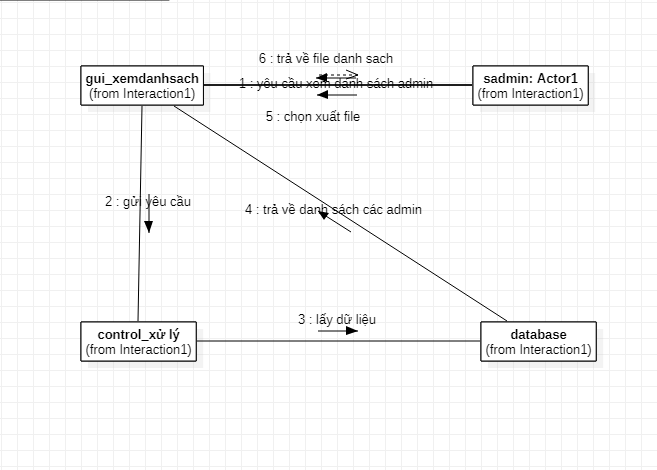 6 : trả về file danh sach
gui_xemdanhsach
(from Interaction1)
1 : yêu cầu xem danh sách admin
sadmin: Actor1
(from Interaction1)
5 : chọn xuất file
2 : gửi yêu cầu
4 : trả về danh sách các admin
3 : lấy dữ liệu
control_xử lý
(from Interaction1)
database
(from Interaction1)